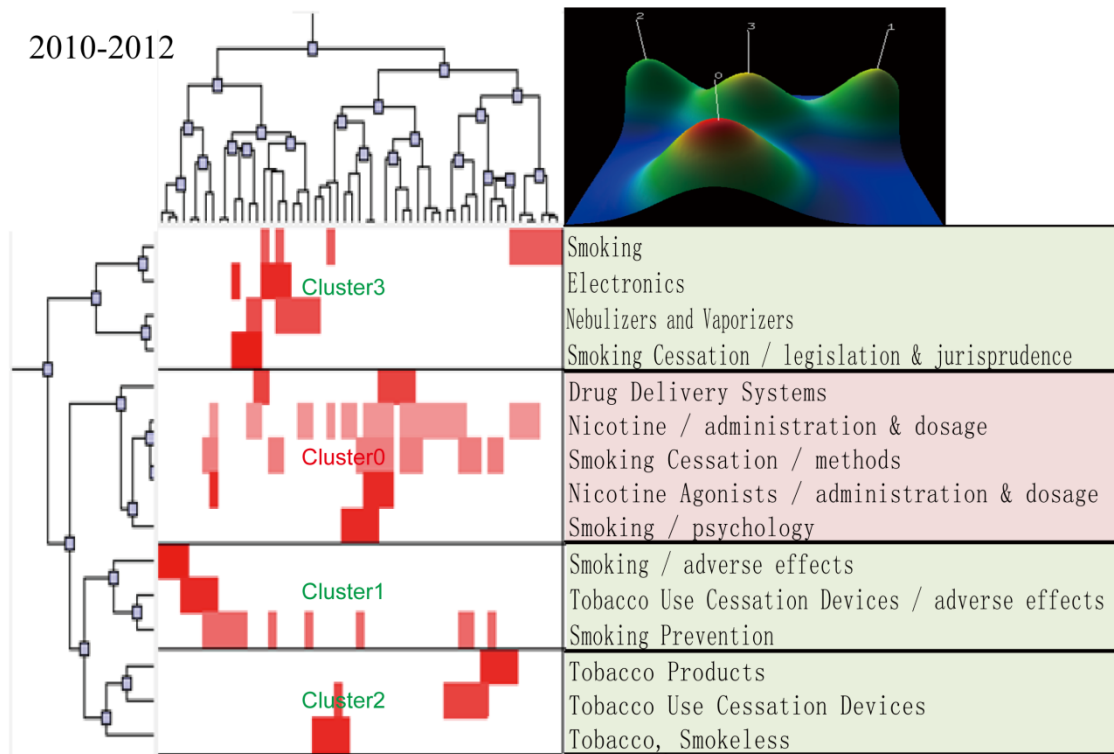 2010-2012
2
3
1
0
Cluster3
Smoking
Electronics
Nebulizers and Vaporizers
Smoking Cessation / legislation & jurisprudence
Cluster0
Drug Delivery Systems
Nicotine / administration & dosage
Smoking Cessation / methods
Nicotine Agonists / administration & dosage
Smoking / psychology
Cluster1
Smoking / adverse effects
Tobacco Use Cessation Devices / adverse effects
Smoking Prevention
Cluster2
Tobacco Products
Tobacco Use Cessation Devices
Tobacco, Smokeless